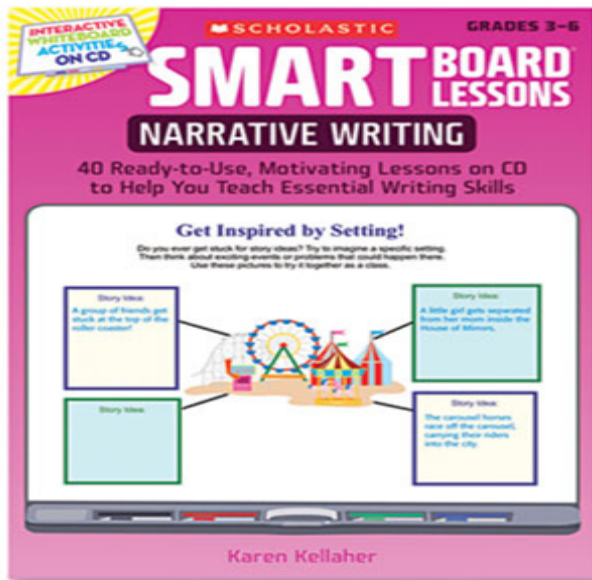 INTERACTIVE
WHITEBOARD
ACTIVITIES
ON CD
SCHOLASTIC
GRADES 3–6
SMART BOARD® LESSONS
NARRATIVE WRITING
40 Ready-to-Use, Motivating Lessons on CD
to Help You Teach Essential Writing Skills
Get Inspired by Setting!
Do you ever get stuck for story ideas? Try to imagine a specific setting.
Then think about exciting events or problems that could happen there.
Use these pictures to try it together as a class.
Story Idea:
A group of friends get
stuck at the top of the
roller coaster!
Story Idea:
A little girl gets separated
from her mom inside the
House of Mirrors.
Story Idea:
Story Idea:
The carousel horses
race off the carousel,
carrying their riders
into the city.
Karen Kellaher